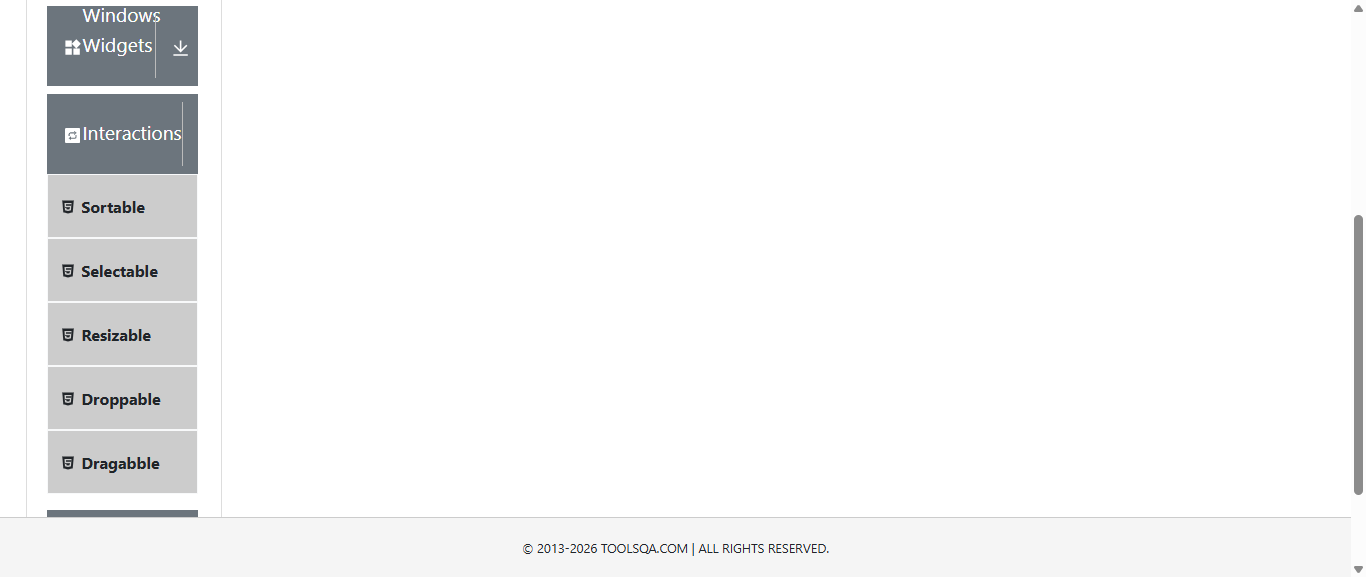 Windows
Widgets
Interactions
Sortable
Selectable
Resizable
Droppable
Dragabble
© 2013-2026 TOOLSQA.COM | ALL RIGHTS RESERVED.